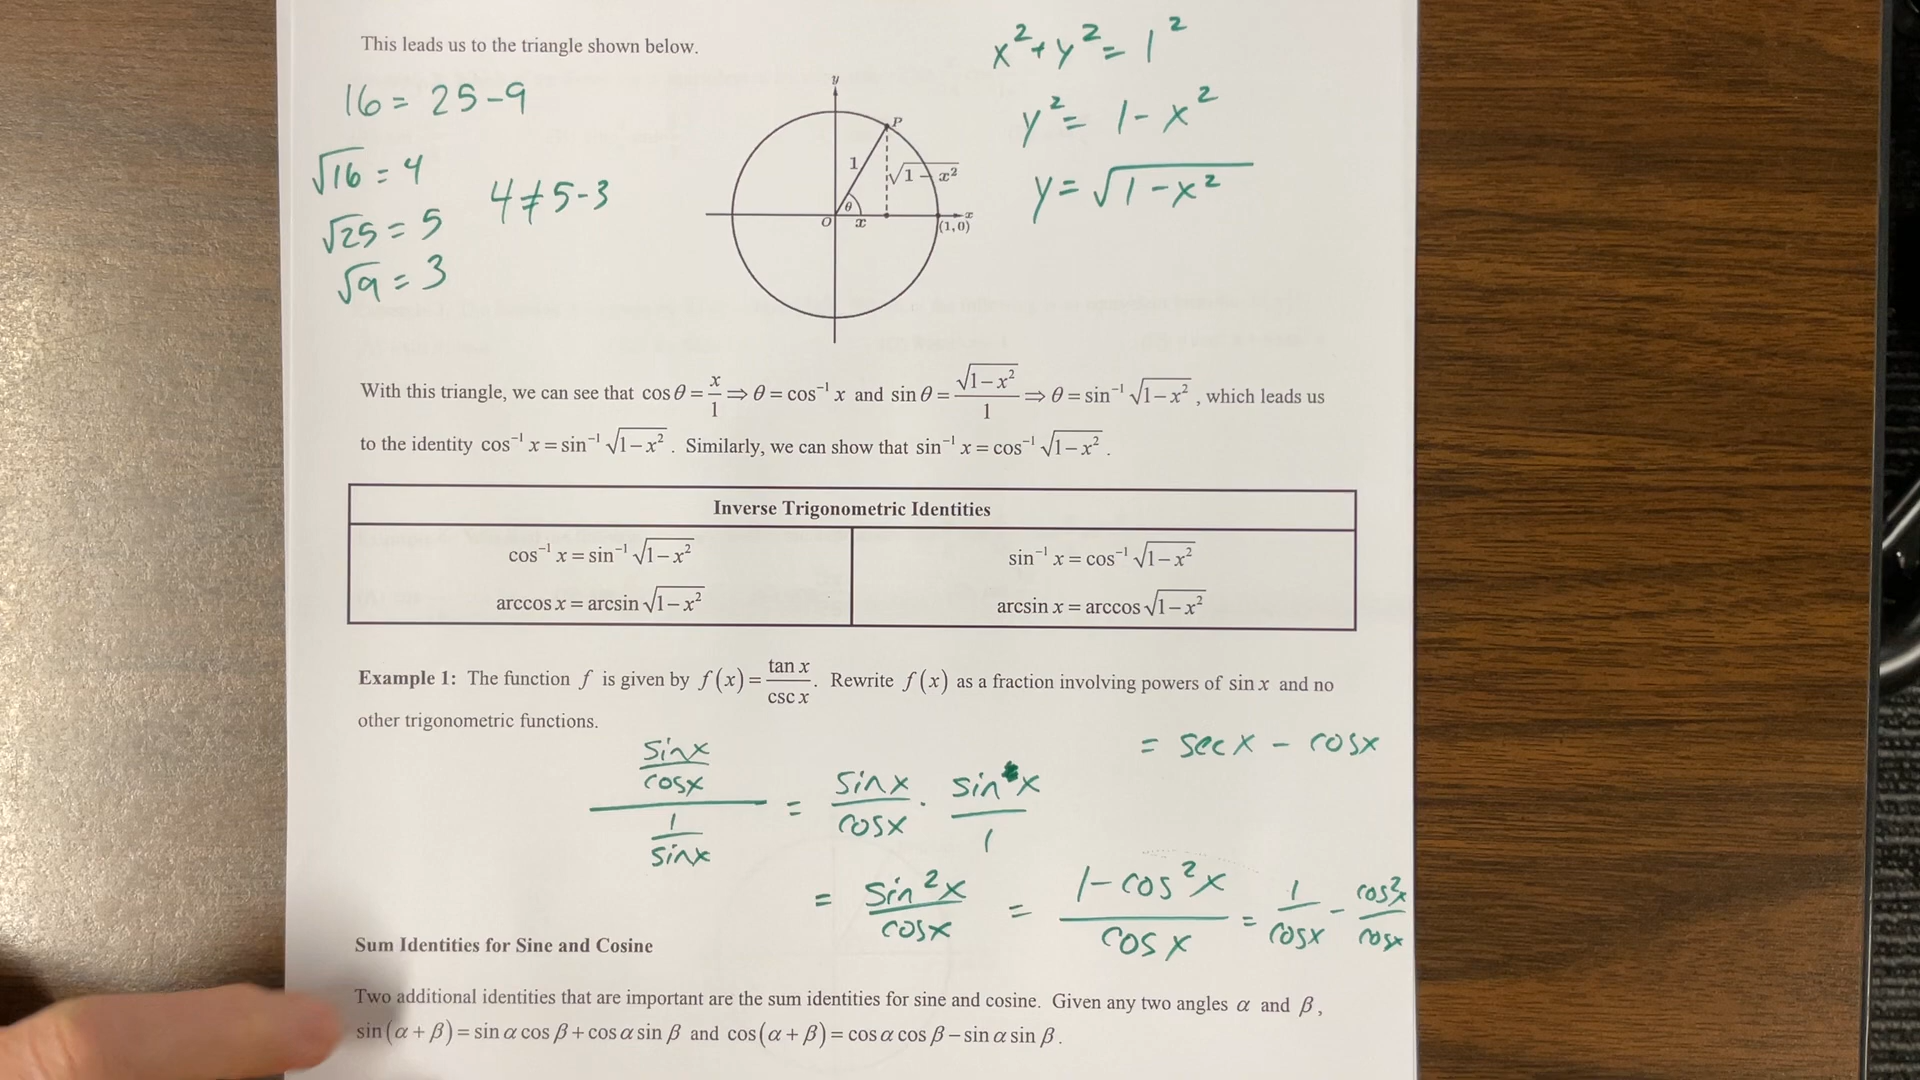 This leads us to the triangle shown below.
x²+y²=1²
16=25-9
y²=1-x²
√16=4
4≠5-3
y=√1-x²
√25=5
√9=3
y
P
1
√1-x²
θ
O
x
x
(1,0)
With this triangle, we can see that cos θ = x/1 ⇒ θ = cos⁻¹ x and sin θ = √1-x²/1 ⇒ θ = sin⁻¹ √1-x² , which leads us
to the identity cos⁻¹ x = sin⁻¹ √1-x² . Similarly, we can show that sin⁻¹ x = cos⁻¹ √1-x² .
Inverse Trigonometric Identities
cos⁻¹ x = sin⁻¹ √1-x²
sin⁻¹ x = cos⁻¹ √1-x²
arccos x = arcsin √1-x²
arcsin x = arccos √1-x²
Example 1: The function f is given by f(x) = tan x/csc x. Rewrite f(x) as a fraction involving powers of sin x and no
other trigonometric functions.
= secx - cosx
sinx/cosx / 1/sinx = sinx/cosx · sin x/1
= sin²x/cosx = 1-cos²x/cosx = 1/cosx - cos²x/cosx
Sum Identities for Sine and Cosine
Two additional identities that are important are the sum identities for sine and cosine. Given any two angles α and β,
sin(α+β)=sin α cos β+cos α sin β and cos(α+β)=cos α cos β-sin α sin β.